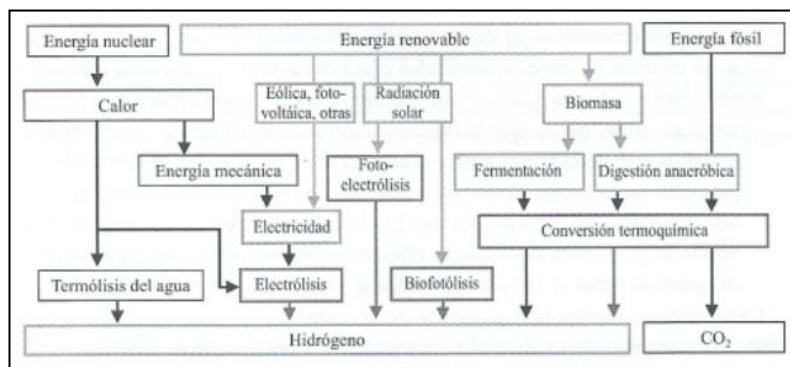 Energía nuclear
Energía renovable
Energía fósil
Calor
Eólica, foto-
voltáica, otras
Radiación
solar
Biomasa
Energía mecánica
Foto-
electrólisis
Fermentación
Digestión
anaeróbica
Electricidad
Conversión termoquímica
Termólisis del agua
Electrólisis
Biofotólisis
Hidrógeno
CO₂